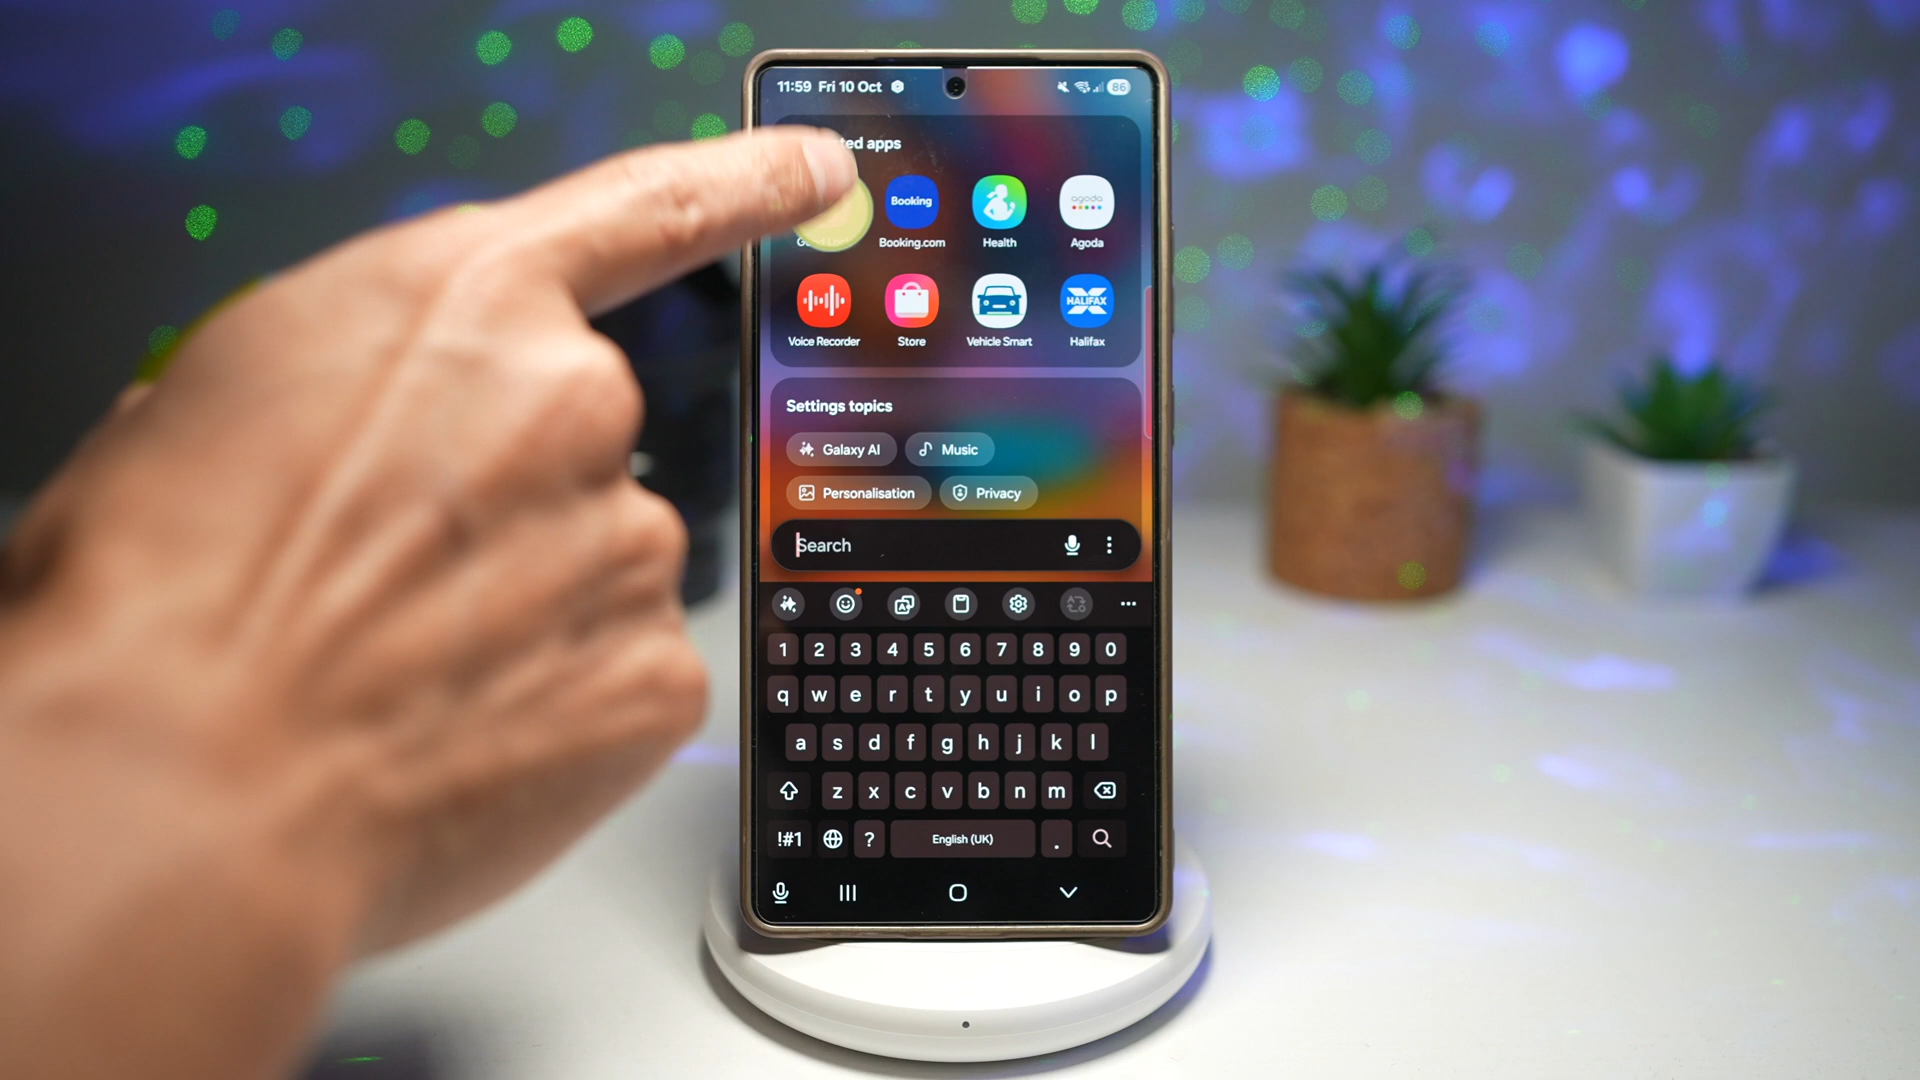 11:59 Fri 10 Oct
86
ted apps
Booking
agoda
Booking.com
Health
Agoda
HALIFAX
Voice Recorder
Store
Vehicle Smart
Halifax
Settings topics
Galaxy AI
Music
Personalisation
Privacy
Search
1 2 3 4 5 6 7 8 9 0
q w e r t y u i o p
a s d f g h j k l
z x c v b n m
!#1 ? English (UK) .